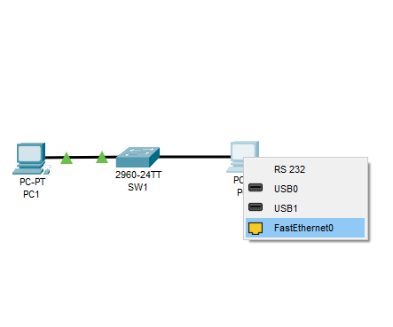 PC-PT
PC1
2960-24TT
SW1
RS 232
USB0
USB1
FastEthernet0